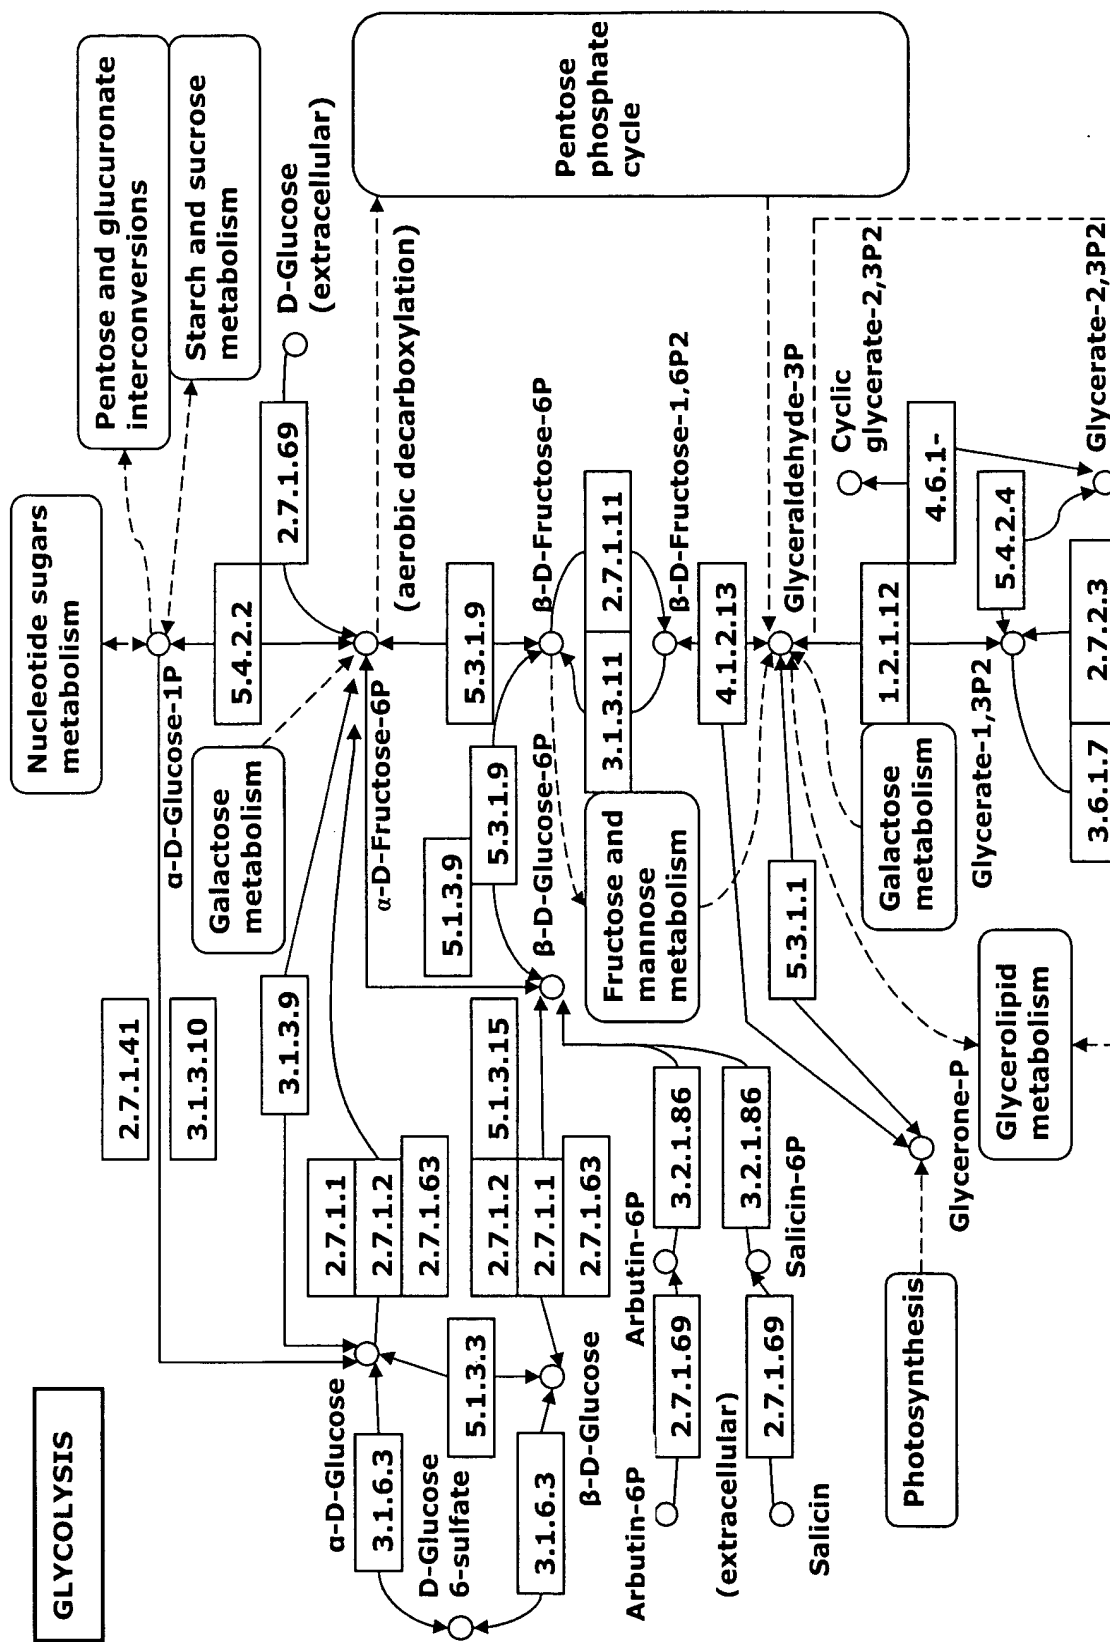 GLYCOLYSIS
Nucleotide sugars
metabolism
Pentose and glucuronate
interconversions
Starch and sucrose
metabolism
α-D-Glucose-1P
2.7.1.41
3.1.3.10
5.4.2.2
2.7.1.69
D-Glucose
(extracellular)
Galactose
metabolism
3.1.3.9
α-D-Glucose
2.7.1.1
2.7.1.2
2.7.1.63
α-D-Fructose-6P
(aerobic decarboxylation)
Pentose
phosphate
cycle
3.1.6.3
D-Glucose
6-sulfate
5.1.3.3
5.1.3.9
5.3.1.9
5.3.1.9
2.7.1.2
5.1.3.15
2.7.1.1
2.7.1.63
β-D-Glucose-6P
β-D-Fructose-6P
3.1.6.3
β-D-Glucose
3.1.3.11
2.7.1.11
Fructose and
mannose
metabolism
β-D-Fructose-1,6P2
Arbutin-6P
2.7.1.69
Arbutin-6P
3.2.1.86
(extracellular)
2.7.1.69
3.2.1.86
Salicin
Salicin-6P
4.1.2.13
5.3.1.1
Glyceraldehyde-3P
Photosynthesis
Glycerone-P
Galactose
metabolism
1.2.1.12
4.6.1-
Cyclic
glycerate-2,3P2
Glycerolipid
metabolism
Glycerate-1,3P2
5.4.2.4
Glycerate-2,3P2
3.6.1.7
2.7.2.3